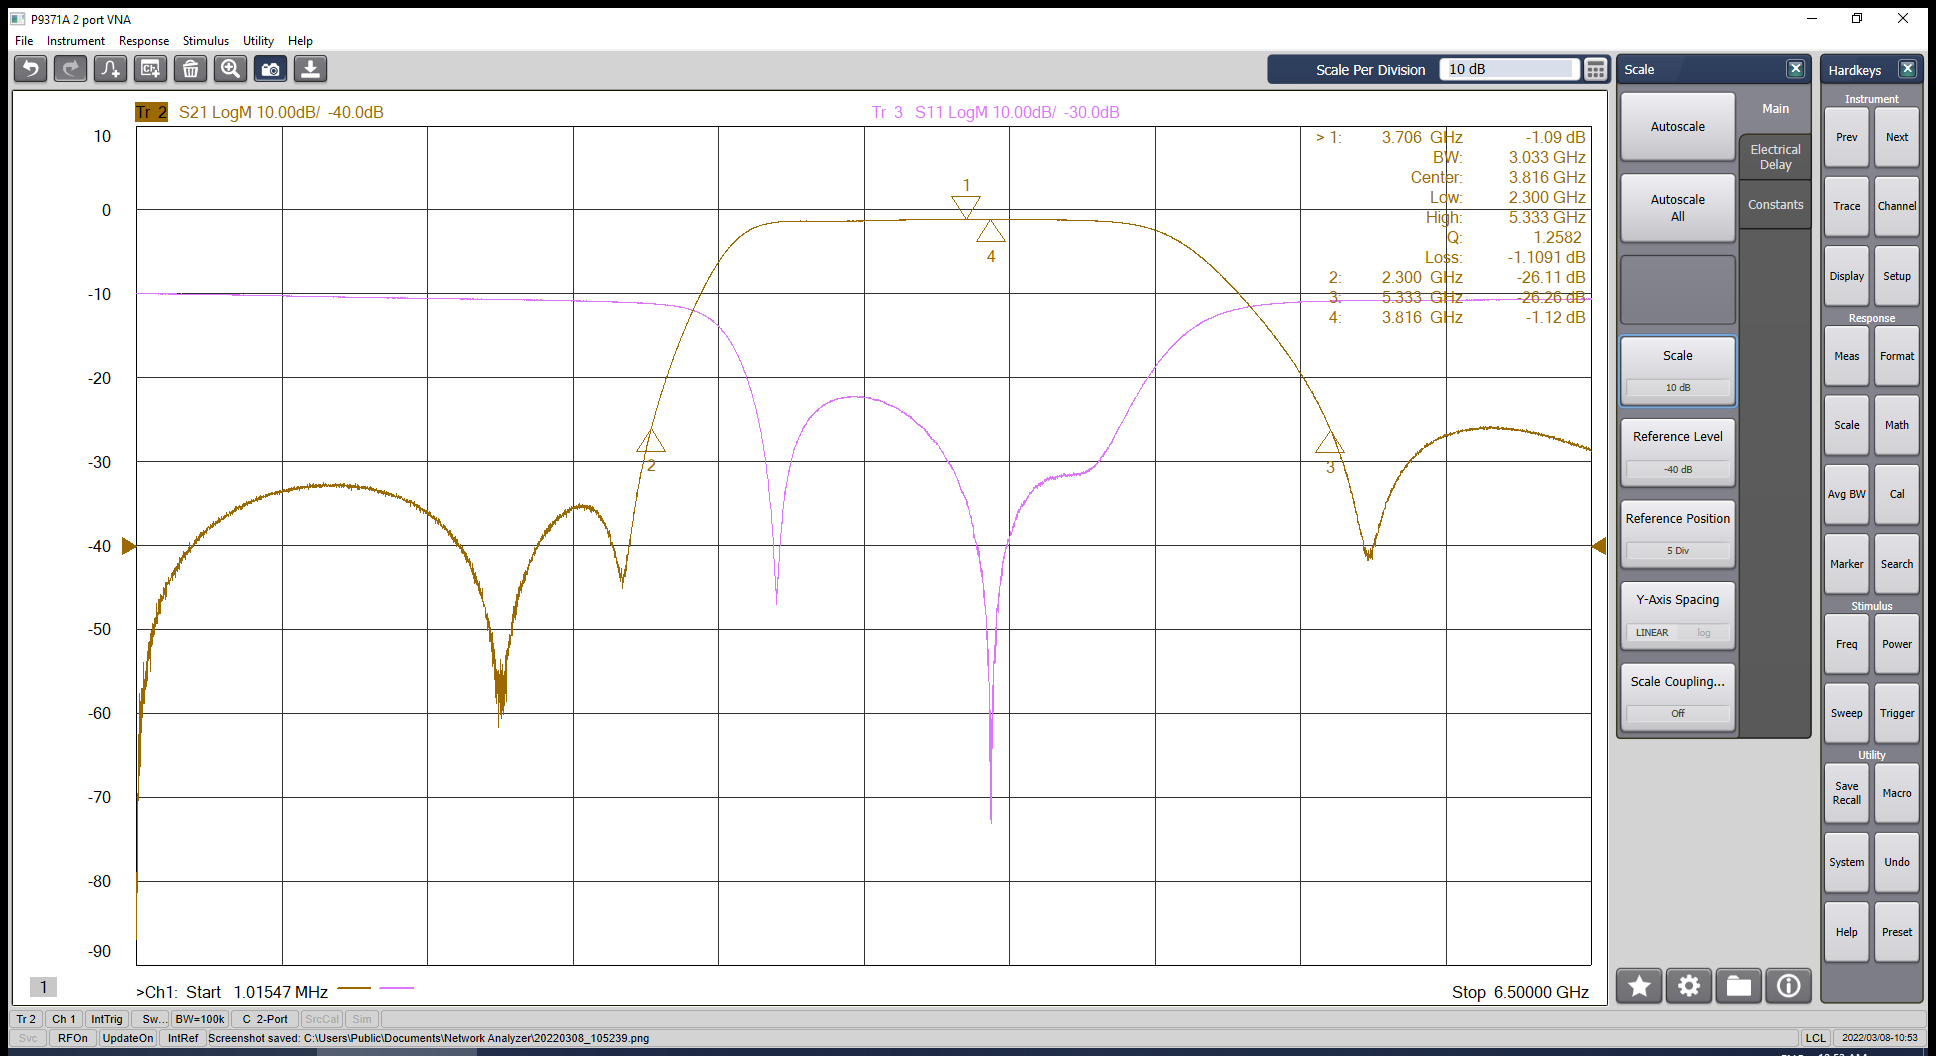 P9371A 2 port VNA
File Instrument Response Stimulus Utility Help
Scale Per Division 10 dB
Tr 2 S21 LogM 10.00dB/ -40.0dB
Tr 3 S11 LogM 10.00dB/ -30.0dB
10
0
-10
-20
-30
-40
-50
-60
-70
-80
-90
> 1: 3.706 GHz -1.09 dB
BW: 3.033 GHz
Center: 3.816 GHz
Low: 2.300 GHz
High: 5.333 GHz
Q: 1.2582
Loss: -1.1091 dB
2: 2.300 GHz -26.11 dB
3: 5.333 GHz -26.26 dB
4: 3.816 GHz -1.12 dB
1
4
2
3
1
>Ch1: Start 1.01547 MHz
Stop 6.50000 GHz
Scale
Autoscale
Autoscale
All
Scale
10 dB
Reference Level
-40 dB
Reference Position
5 Div
Y-Axis Spacing
LINEAR log
Scale Coupling...
Off
Main
Electrical
Delay
Constants
Hardkeys
Instrument
Prev Next
Trace Channel
Display Setup
Response
Meas Format
Scale Math
Avg BW Cal
Marker Search
Stimulus
Freq Power
Sweep Trigger
Utility
Save
Recall
Macro
System Undo
Help Preset
Tr 2 Ch 1 IntTrig Sw... BW=100k C 2-Port SrcCal Sim
Svc RFOn UpdateOn IntRef Screenshot saved: C:\Users\Public\Documents\Network Analyzer\20220308_105239.png
LCL 2022/03/08-10:53